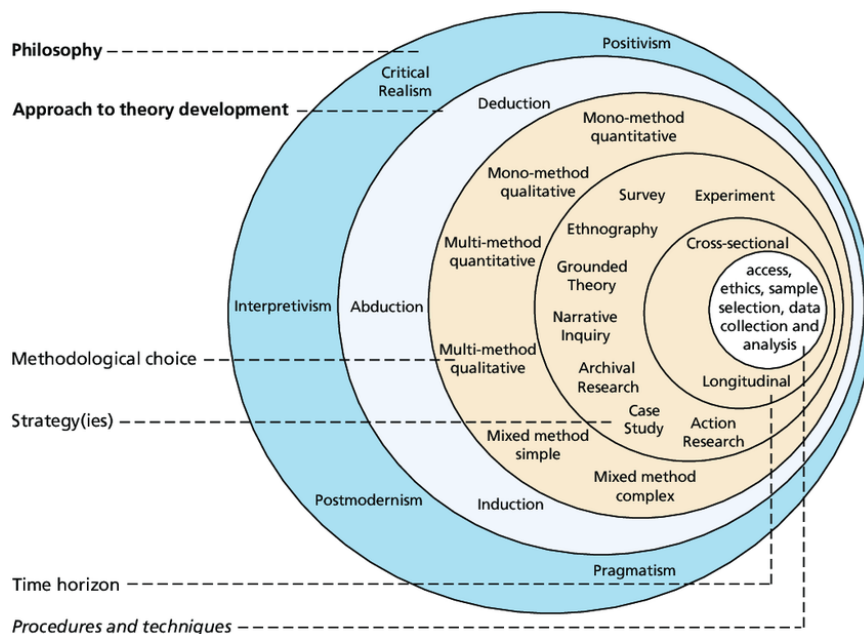 Philosophy
Positivism
Critical
Realism
Approach to theory development
Deduction
Mono-method
quantitative
Mono-method
qualitative
Survey
Experiment
Ethnography
Multi-method
quantitative
Cross-sectional
Grounded
Theory
access,
ethics, sample
selection, data
collection and
analysis
Interpretivism
Abduction
Narrative
Inquiry
Methodological choice
Multi-method
qualitative
Archival
Research
Longitudinal
Strategy(ies)
Case
Study
Action
Research
Mixed method
simple
Mixed method
complex
Postmodernism
Induction
Pragmatism
Time horizon
Procedures and techniques